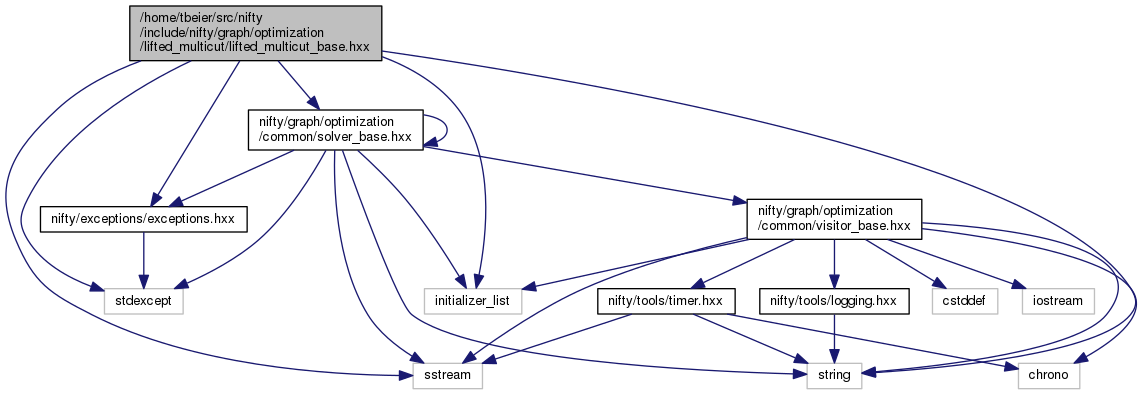 /home/tbeier/src/nifty
/include/nifty/graph/optimization
/lifted_multicut/lifted_multicut_base.hxx
nifty/graph/optimization
/common/solver_base.hxx
nifty/exceptions/exceptions.hxx
nifty/graph/optimization
/common/visitor_base.hxx
stdexcept
initializer_list
nifty/tools/timer.hxx
nifty/tools/logging.hxx
cstddef
iostream
sstream
string
chrono